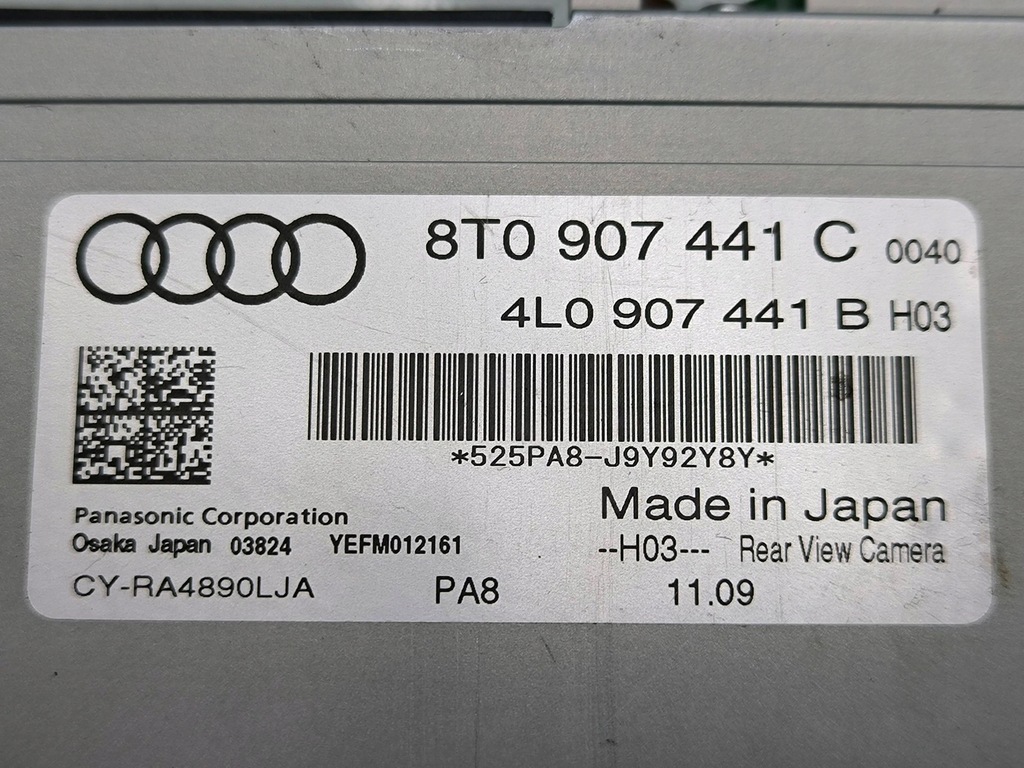 8T0 907 441 C 0040
4L0 907 441 B H03
*525PA8-J9Y92Y8Y*
Made in Japan
Panasonic Corporation
Osaka Japan 03824 YEFM012161
--H03--- Rear View Camera
CY-RA4890LJA PA8 11.09